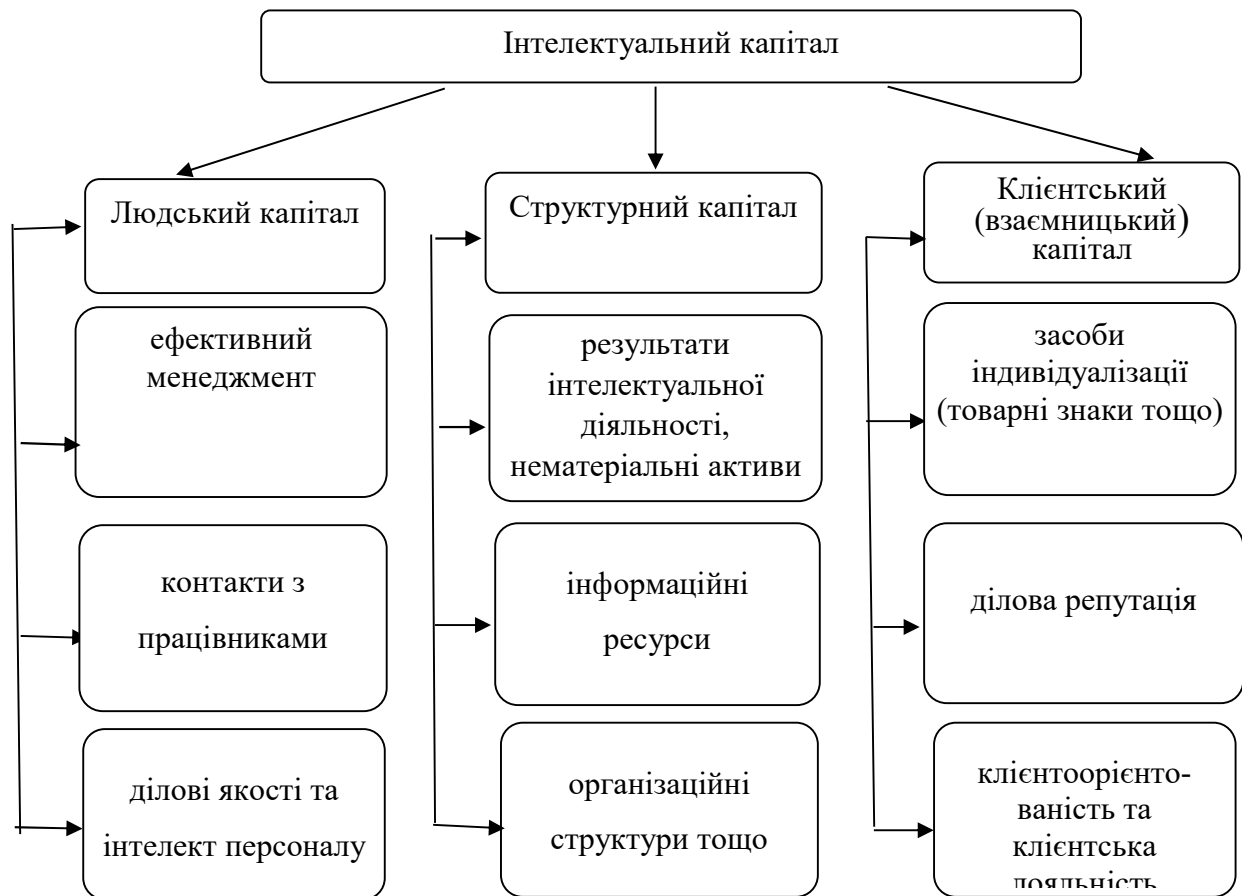 Інтелектуальний капітал
Людський капітал
Структурний капітал
Клієнтський
(взаємницький)
капітал
ефективний
менеджмент
результати
інтелектуальної
діяльності,
нематеріальні активи
засоби
індивідуалізації
(товарні знаки тощо)
контакти з
працівниками
інформаційні
ресурси
ділова репутація
ділові якості та
інтелект персоналу
організаційні
структури тощо
клієнтоорієнто-
ваність та
клієнтська
лояльність